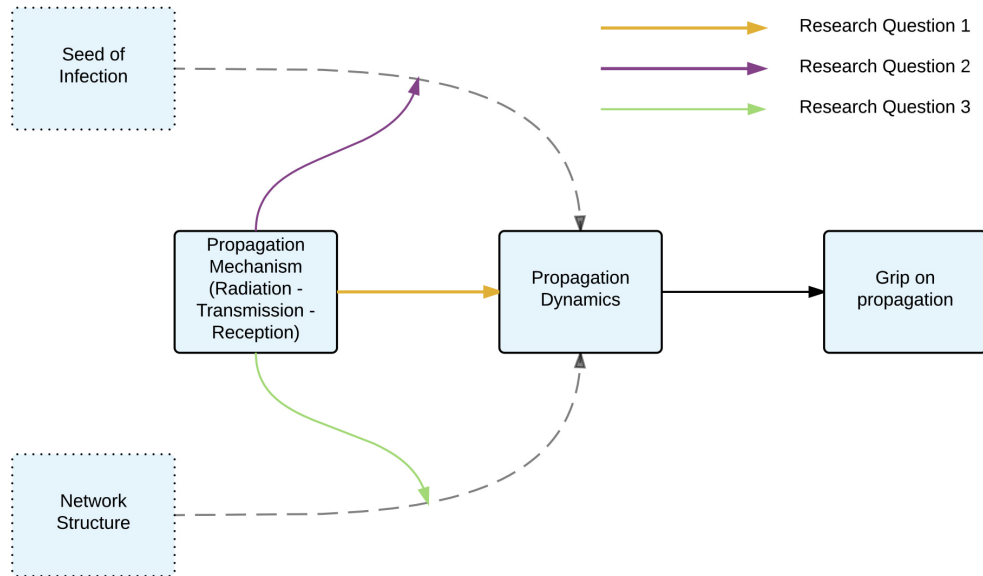 Seed of
Infection
Research Question 1
Research Question 2
Research Question 3
Propagation
Mechanism
(Radiation -
Transmission -
Reception)
Propagation
Dynamics
Grip on
propagation
Network
Structure